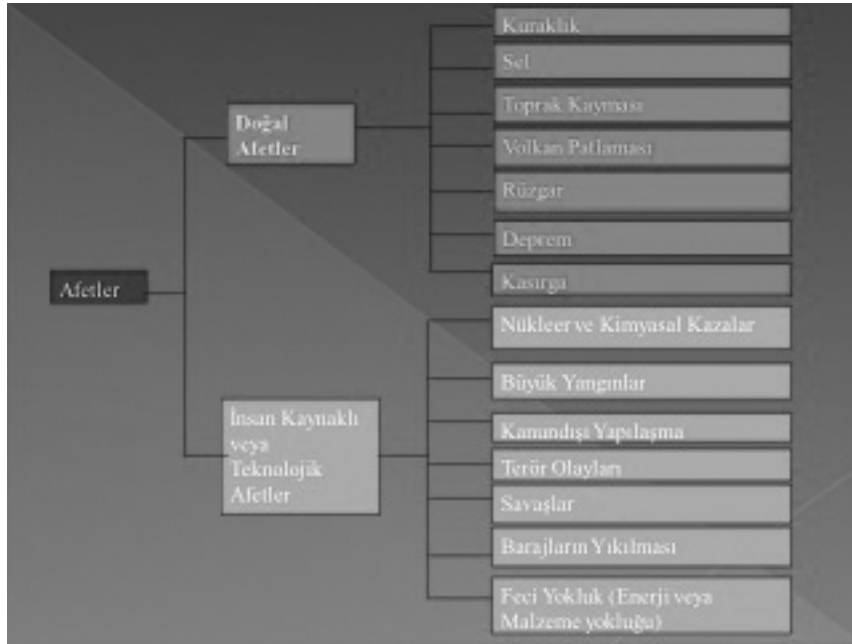 Kuraklık
Sel
Toprak Kayması
Doğal
Afetler
Volkan Patlaması
Rüzgar
Deprem
Kasırga
Afetler
Nükleer ve Kimyasal Kazalar
Büyük Yangınlar
İnsan Kaynaklı
veya
Teknolojik
Afetler
Kanundışı Yapılaşma
Terör Olayları
Savaşlar
Barajların Yıkılması
Feci Yokluk (Enerji veya
Malzeme yokluğu)